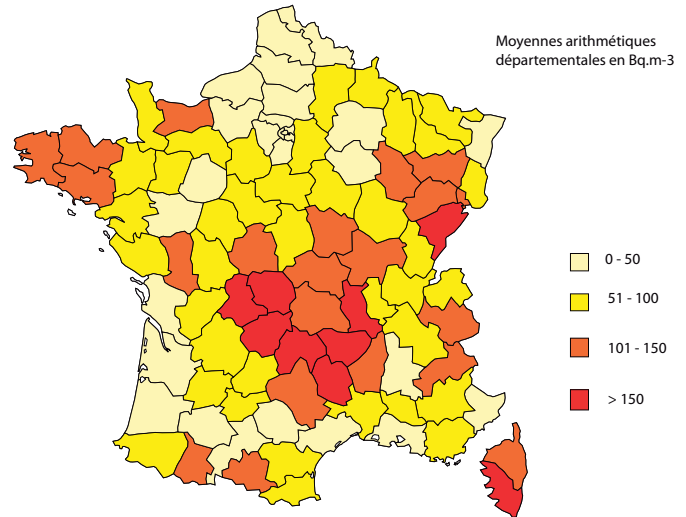 Moyennes arithmétiques
départementales en Bq.m-3
0 - 50
51 - 100
101 - 150
> 150